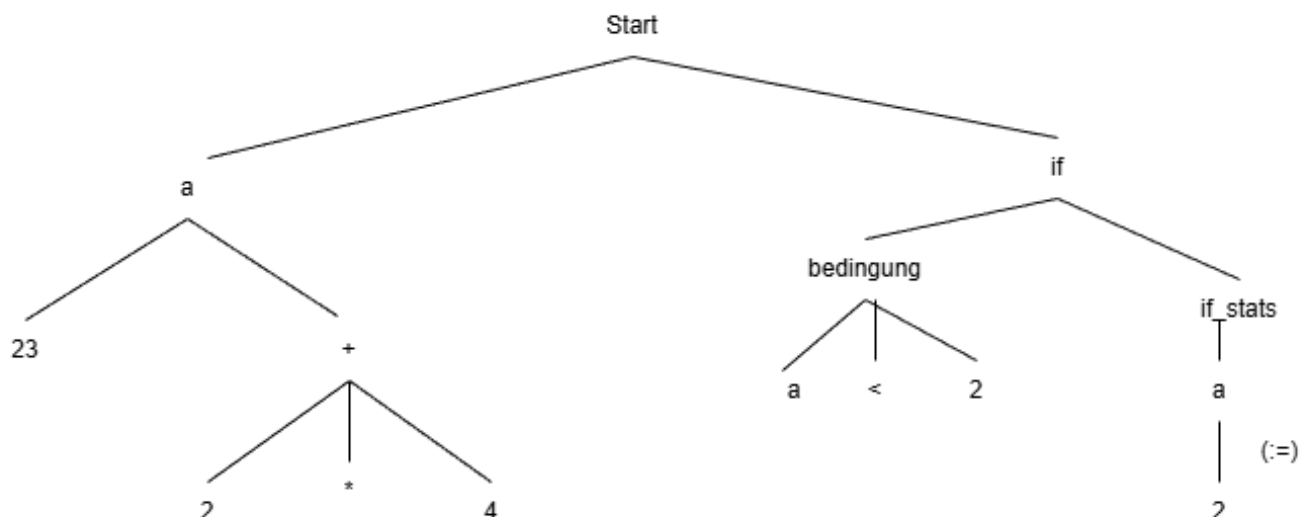 Start
a
if
bedingung
if_stats
23
+
a < 2
a
(:=)
2 * 4
2